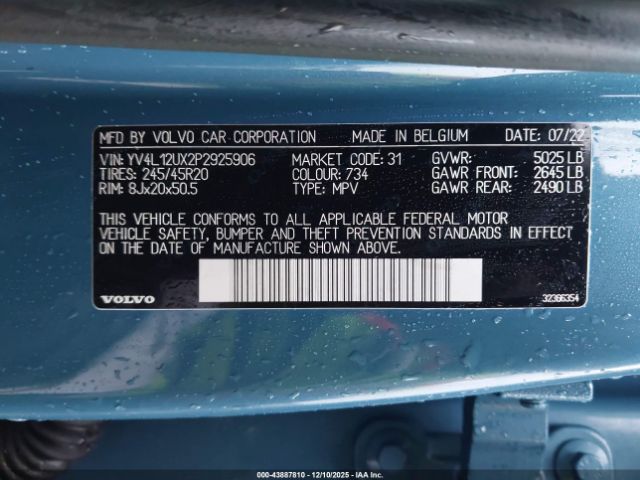 MFD BY VOLVO CAR CORPORATION MADE IN BELGIUM DATE: 07/22
VIN: YV4L12UX2P2925906 MARKET CODE: 31 GVWR: 5025 LB
TIRES: 245/45R20 COLOUR: 734 GAWR FRONT: 2645 LB
RIM: 8Jx20x50.5 TYPE: MPV GAWR REAR: 2490 LB
THIS VEHICLE CONFORMS TO ALL APPLICABLE FEDERAL MOTOR
VEHICLE SAFETY, BUMPER AND THEFT PREVENTION STANDARDS IN EFFECT
ON THE DATE OF MANUFACTURE SHOWN ABOVE.
VOLVO 32366354
000-43887810 - 12/10/2025 - IAA Inc.